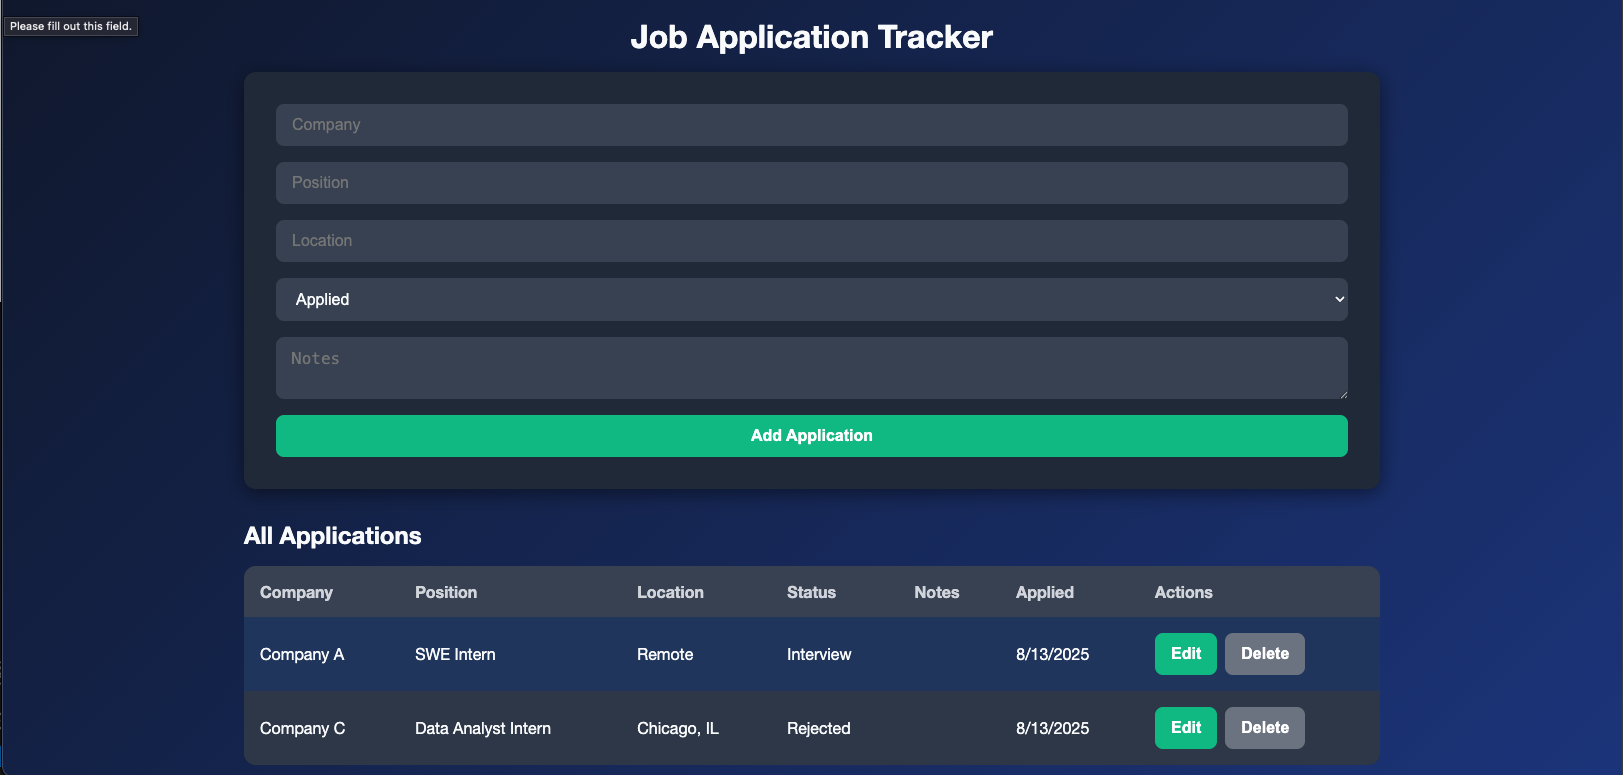 Please fill out this field.
Job Application Tracker
Company
Position
Location
Applied
Notes
Add Application
All Applications
Company Position Location Status Notes Applied Actions
Company A SWE Intern Remote Interview 8/13/2025 Edit Delete
Company C Data Analyst Intern Chicago, IL Rejected 8/13/2025 Edit Delete